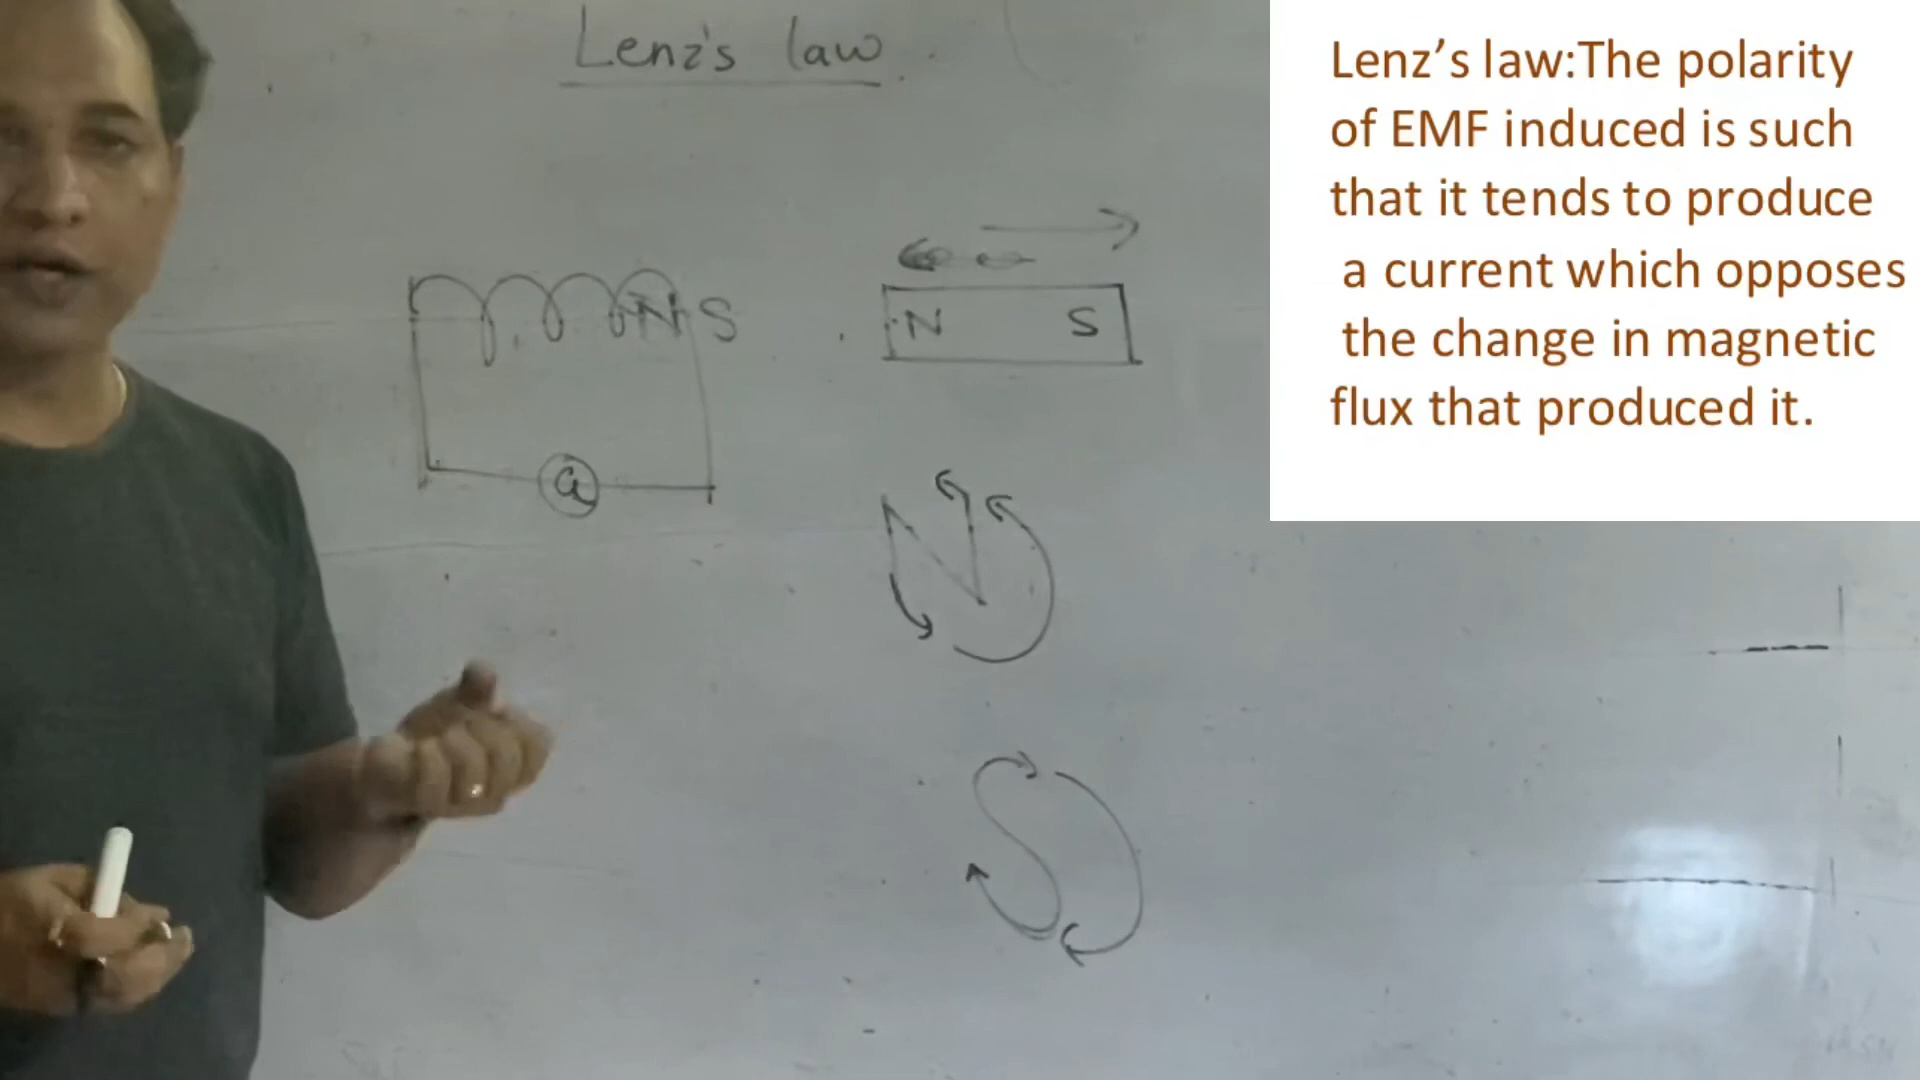 Lenz's law
Lenz’s law:The polarity
of EMF induced is such
that it tends to produce
a current which opposes
the change in magnetic
flux that produced it.
N S
N S
G
N
S